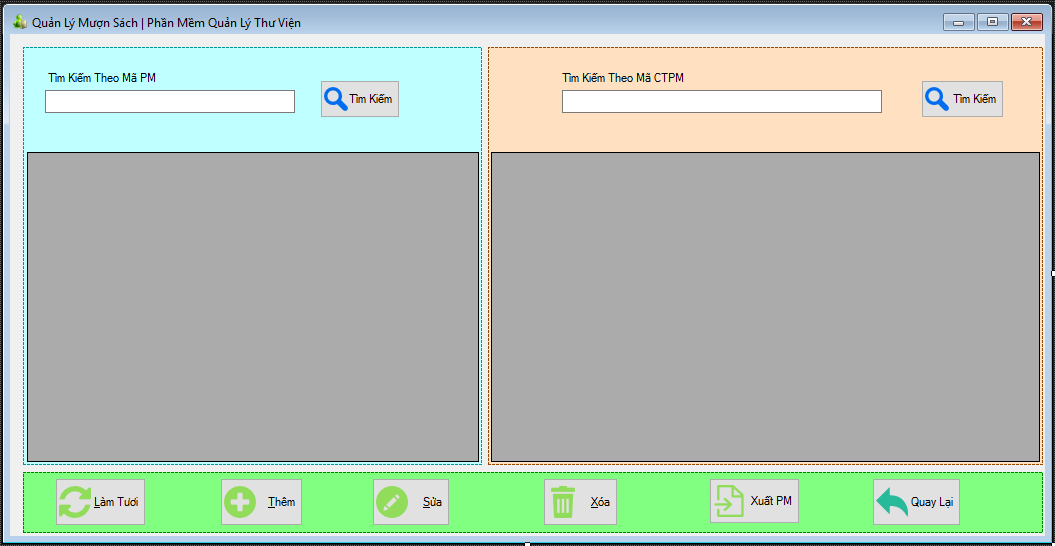 Quản Lý Mượn Sách | Phần Mềm Quản Lý Thư Viện
Tìm Kiếm Theo Mã PM
Tìm Kiếm
Tìm Kiếm Theo Mã CTPM
Tìm Kiếm
Làm Tươi
Thêm
Sửa
Xóa
Xuất PM
Quay Lại